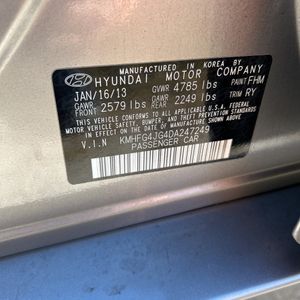 MANUFACTURED IN KOREA BY
HYUNDAI MOTOR COMPANY
JAN/16/13 GVWR 4785 lbs PAINT FHM
GAWR FRONT 2579 lbs GAWR REAR 2249 lbs TRIM RY
THIS VEHICLE CONFORMS TO ALL APPLICABLE U.S.A. FEDERAL
MOTOR VEHICLE SAFETY, BUMPER, AND THEFT PREVENTION STANDARDS
IN EFFECT ON THE DATE OF MANUFACTURE SHOWN ABOVE.
V.I.N KMHFG4JG4DA247249
PASSENGER CAR